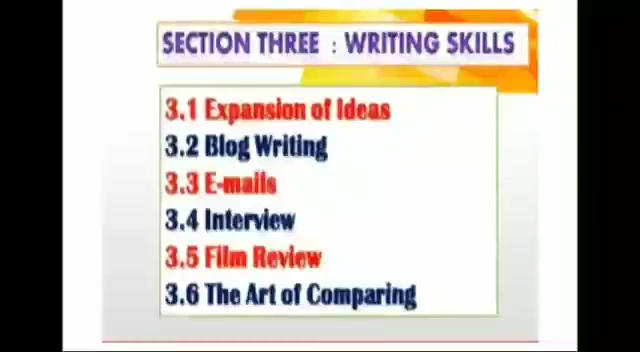 SECTION THREE : WRITING SKILLS
3.1 Expansion of Ideas
3.2 Blog Writing
3.3 E-mails
3.4 Interview
3.5 Film Review
3.6 The Art of Comparing